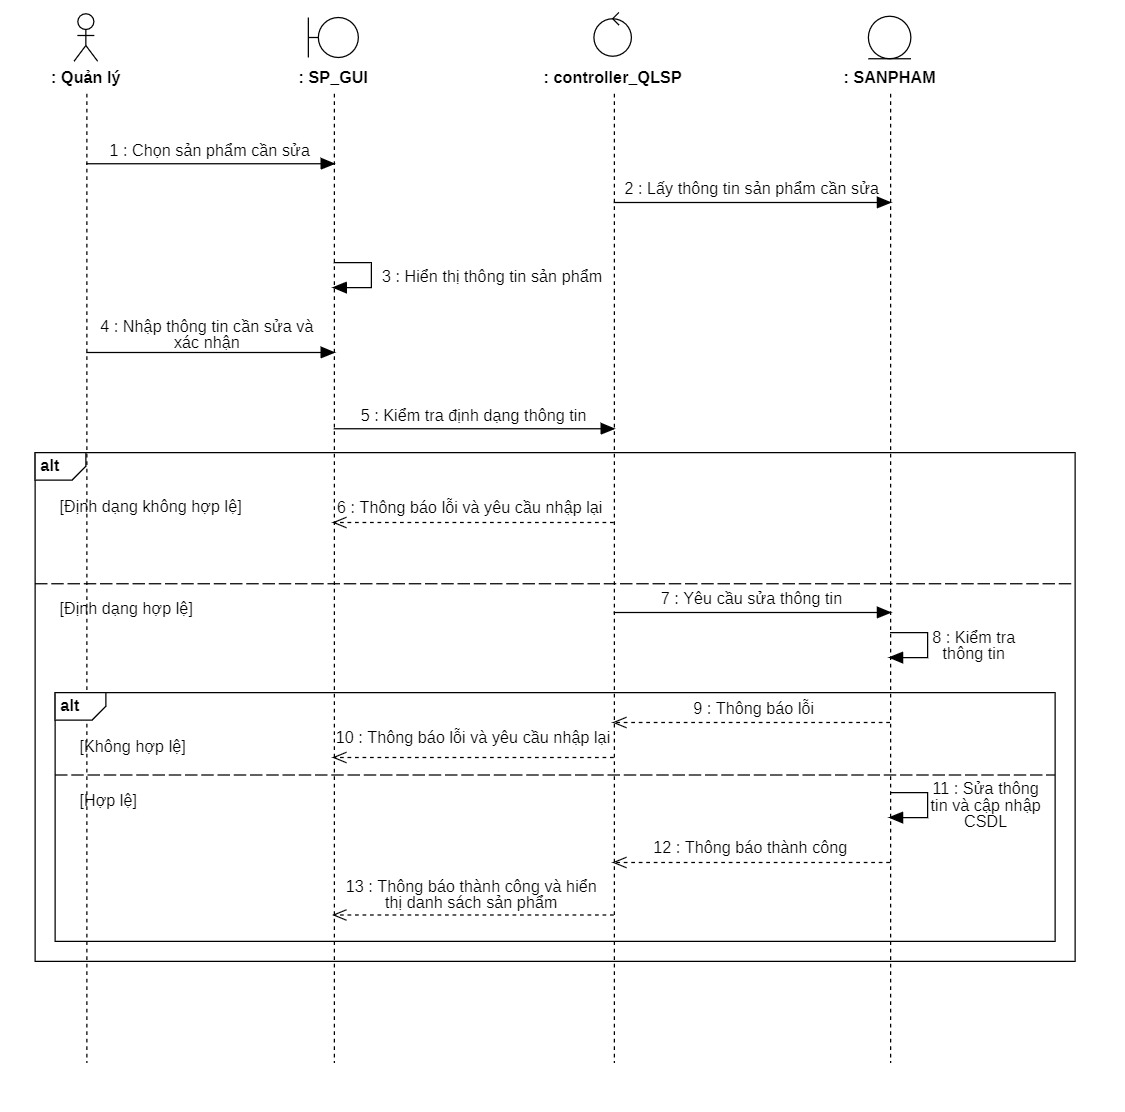 : Quản lý
: SP_GUI
: controller_QLSP
: SANPHAM
1 : Chọn sản phẩm cần sửa
2 : Lấy thông tin sản phẩm cần sửa
3 : Hiển thị thông tin sản phẩm
4 : Nhập thông tin cần sửa và
xác nhận
5 : Kiểm tra định dạng thông tin
alt
[Định dạng không hợp lệ]
6 : Thông báo lỗi và yêu cầu nhập lại
[Định dạng hợp lệ]
7 : Yêu cầu sửa thông tin
8 : Kiểm tra
thông tin
alt
9 : Thông báo lỗi
[Không hợp lệ]
10 : Thông báo lỗi và yêu cầu nhập lại
[Hợp lệ]
11 : Sửa thông
tin và cập nhập
CSDL
12 : Thông báo thành công
13 : Thông báo thành công và hiển
thị danh sách sản phẩm